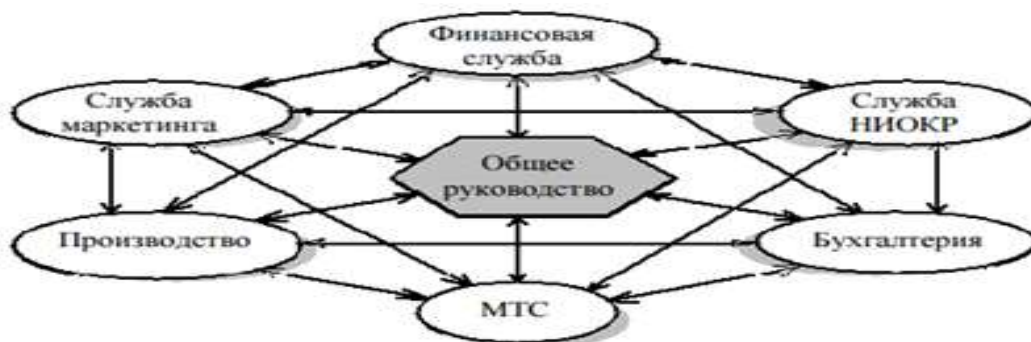 Финансовая
служба
Служба
маркетинга
Служба
НИОКР
Общее
руководство
Производство
Бухгалтерия
МТС